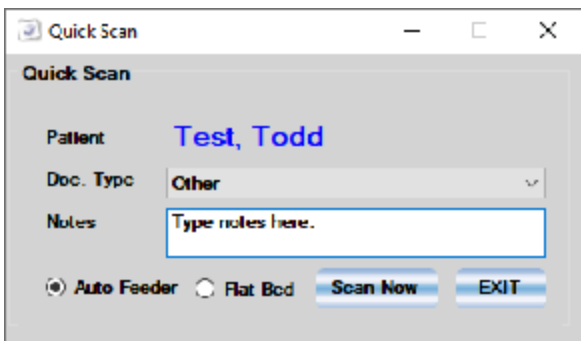 Quick Scan
Quick Scan
Patient Test, Todd
Doc. Type Other
Notes Type notes here.
Auto Feeder Flat Bed Scan Now EXIT